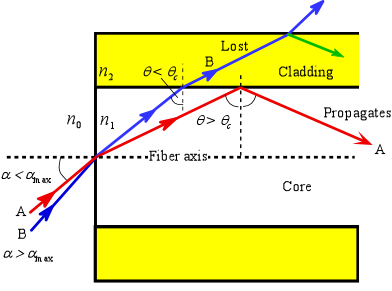 Lost
B
n₂
θ < θc
Cladding
n₀
n₁
θ > θc
Propagates
Fiber axis
A
α < αmax
Core
A
B
α > αmax